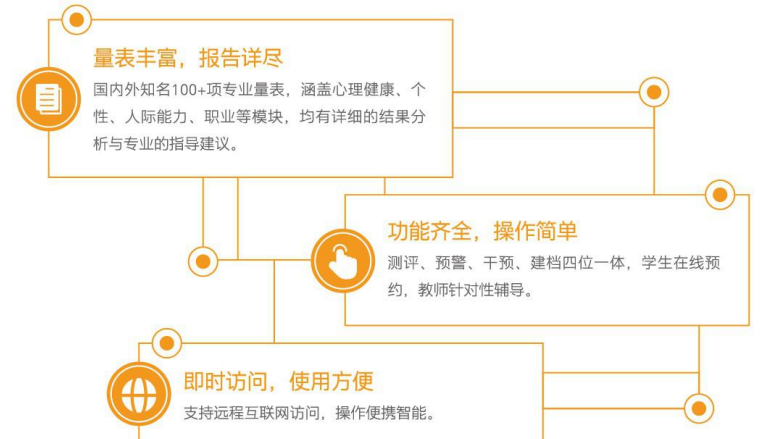 量表丰富，报告详尽
国内外知名100+项专业量表，涵盖心理健康、个
性、人际能力、职业等模块，均有详细的结果分
析与专业的指导建议。
功能齐全，操作简单
测评、预警、干预、建档四位一体，学生在线预
约，教师针对性辅导。
即时访问，使用方便
支持远程互联网访问，操作便携智能。